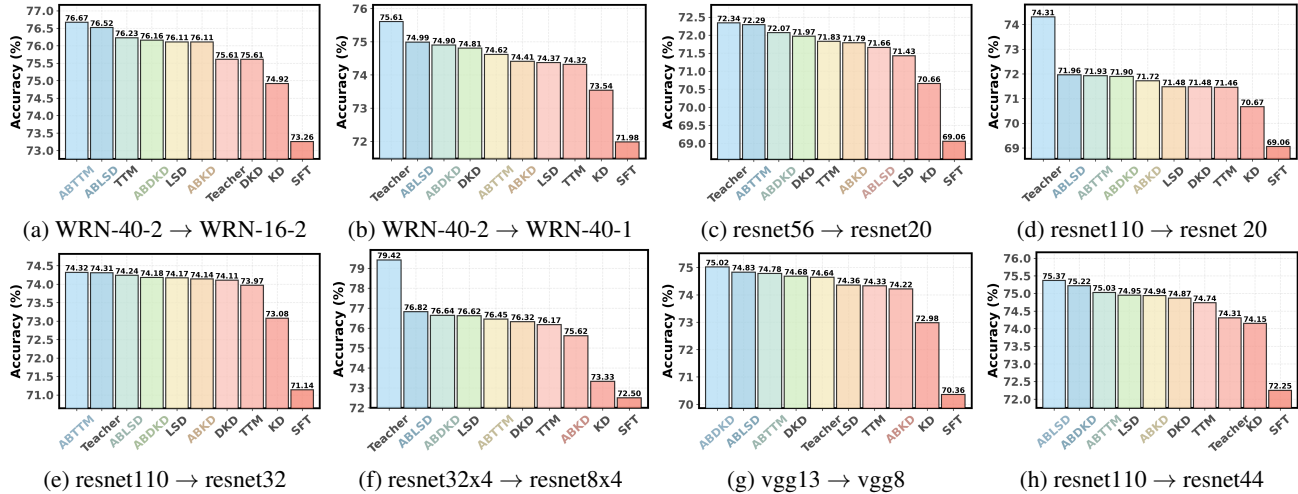 Accuracy (%)
77.0
76.5
76.0
75.5
75.0
74.5
74.0
73.5
73.0
76.67 76.52 76.23 76.16 76.11 76.11 75.61 75.61 74.92 73.26
ABTTM ABLSD TTM ABDKD LSD ABKD Teacher DKD KD SFT
(a) WRN-40-2 → WRN-16-2
Accuracy (%)
76
75
74
73
72
75.61 74.99 74.90 74.81 74.62 74.41 74.37 74.32 73.54 71.98
Teacher ABLSD ABDKD DKD ABTTM ABKD LSD TTM KD SFT
(b) WRN-40-2 → WRN-40-1
Accuracy (%)
72.5
72.0
71.5
71.0
70.5
70.0
69.5
69.0
72.34 72.29 72.07 71.97 71.83 71.79 71.66 71.43 70.66 69.06
Teacher ABTTM ABDKD DKD TTM ABKD ABLSD LSD KD SFT
(c) resnet56 → resnet20
Accuracy (%)
74
73
72
71
70
69
74.31 71.96 71.93 71.90 71.72 71.48 71.48 71.46 70.67 69.06
Teacher ABLSD ABTTM ABDKD ABKD LSD DKD TTM KD SFT
(d) resnet110 → resnet 20
Accuracy (%)
74.5
74.0
73.5
73.0
72.5
72.0
71.5
71.0
74.32 74.31 74.24 74.18 74.17 74.14 74.11 73.97 73.08 71.14
ABTTM Teacher ABLSD ABDKD LSD ABKD DKD TTM KD SFT
(e) resnet110 → resnet32
Accuracy (%)
79
78
77
76
75
74
73
72
79.42 76.82 76.64 76.62 76.45 76.32 76.17 75.62 73.33 72.50
Teacher ABLSD ABDKD LSD ABTTM DKD TTM ABKD KD SFT
(f) resnet32x4 → resnet8x4
Accuracy (%)
75
74
73
72
71
70
75.02 74.83 74.78 74.68 74.64 74.36 74.33 74.22 72.98 70.36
ABDKD ABLSD ABTTM DKD Teacher LSD TTM ABKD KD SFT
(g) vgg13 → vgg8
Accuracy (%)
76.0
75.5
75.0
74.5
74.0
73.5
73.0
72.5
72.0
75.37 75.22 75.03 74.95 74.94 74.87 74.74 74.31 74.15 72.25
ABLSD ABDKD ABTTM LSD ABKD DKD TTM Teacher KD SFT
(h) resnet110 → resnet44